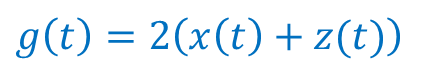 g(t) = 2(x(t) + z(t))